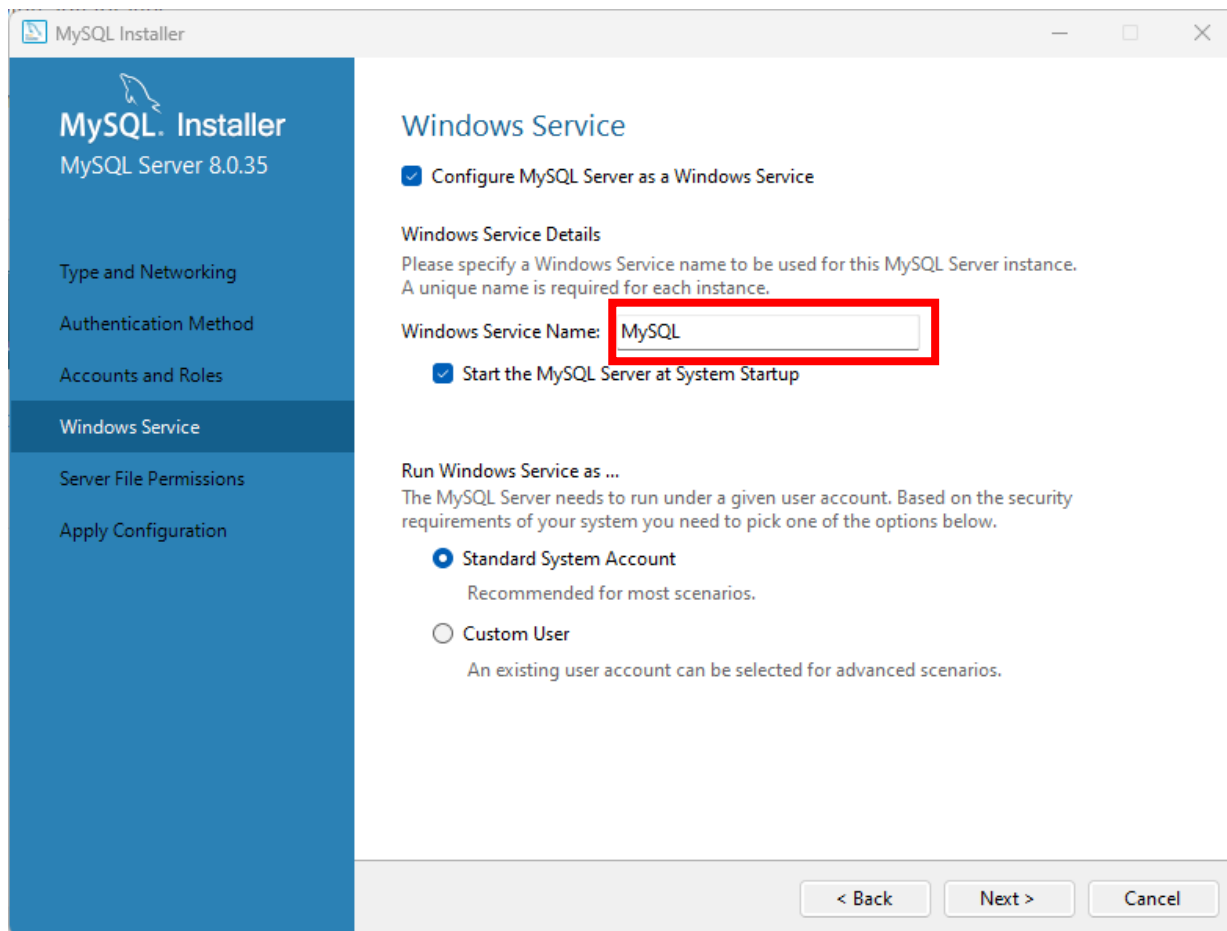 MySQL Installer
MySQL. Installer
MySQL Server 8.0.35
Type and Networking
Authentication Method
Accounts and Roles
Windows Service
Server File Permissions
Apply Configuration
Windows Service
Configure MySQL Server as a Windows Service
Windows Service Details
Please specify a Windows Service name to be used for this MySQL Server instance.
A unique name is required for each instance.
Windows Service Name: MySQL
Start the MySQL Server at System Startup
Run Windows Service as ...
The MySQL Server needs to run under a given user account. Based on the security
requirements of your system you need to pick one of the options below.
Standard System Account
Recommended for most scenarios.
Custom User
An existing user account can be selected for advanced scenarios.
< Back Next > Cancel